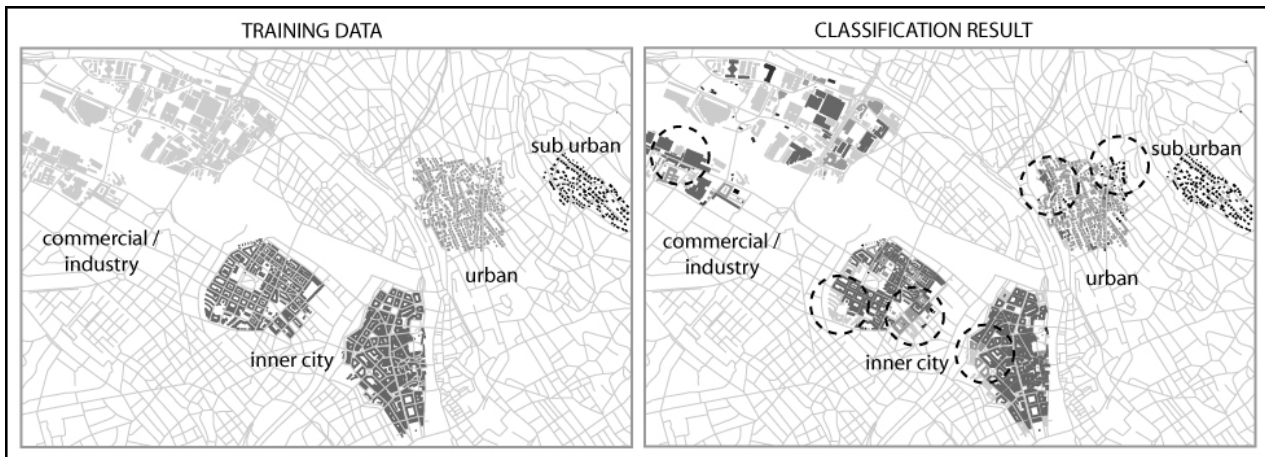 TRAINING DATA
sub urban
commercial /
industry
urban
inner city
CLASSIFICATION RESULT
sub urban
commercial /
industry
urban
inner city